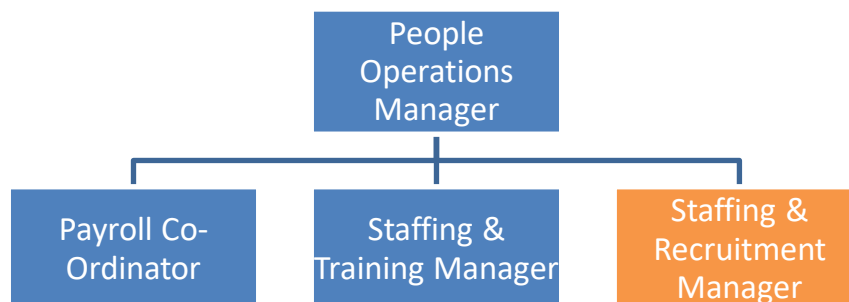 People
Operations
Manager
Payroll Co-
Ordinator
Staffing &
Training Manager
Staffing &
Recruitment
Manager